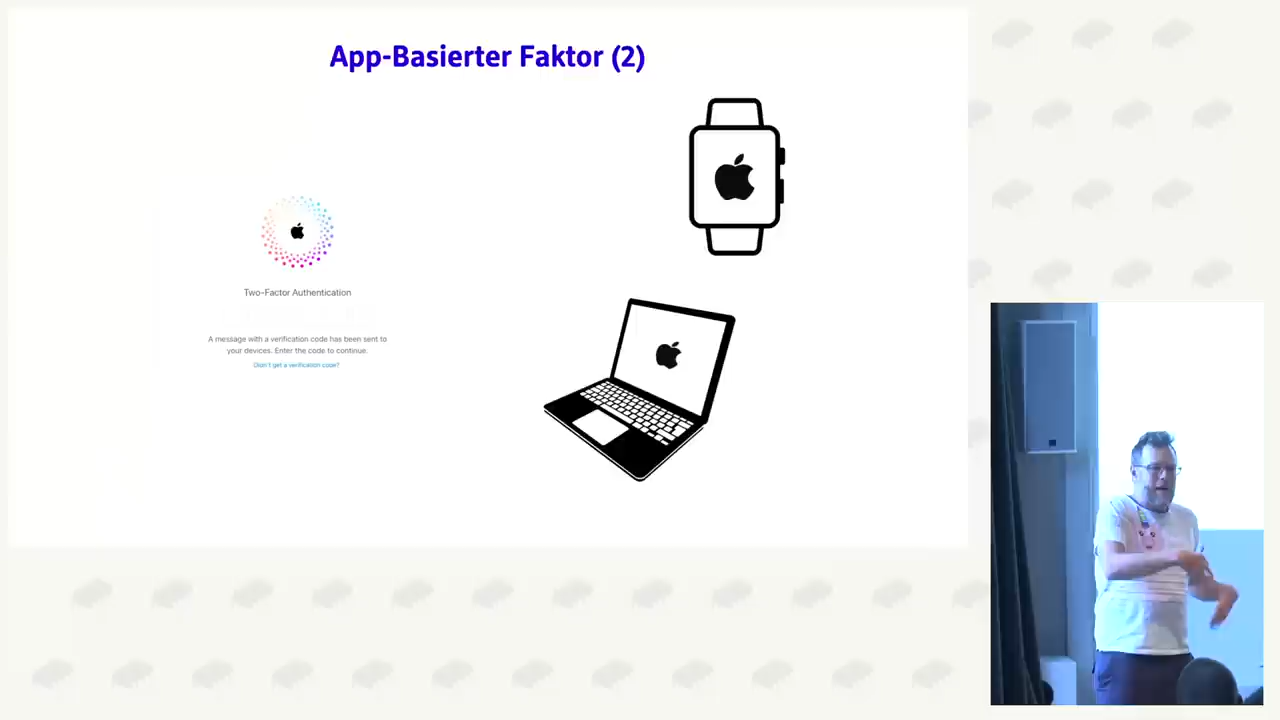 App-Basierter Faktor (2)
Two-Factor Authentication
A message with a verification code has been sent to
your devices. Enter the code to continue.
Didn't get a verification code?